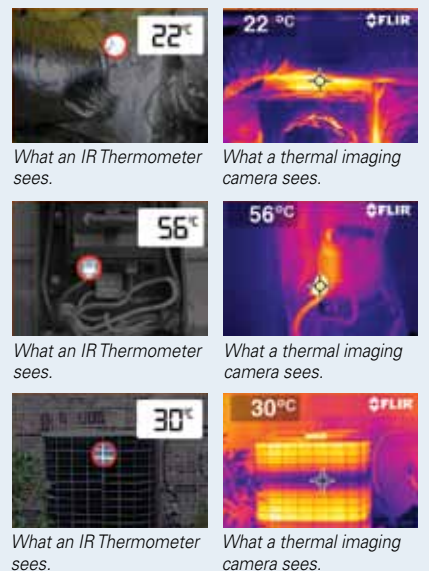 22°C
22 °C
FLIR
What an IR Thermometer
sees.
What a thermal imaging
camera sees.
56°C
56°C
FLIR
What an IR Thermometer
sees.
What a thermal imaging
camera sees.
30°C
30°C
FLIR
What an IR Thermometer
sees.
What a thermal imaging
camera sees.